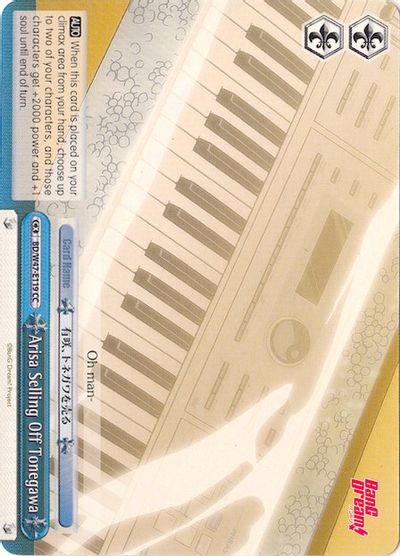 AUTO When this card is placed on your
climax area from your hand, choose up
to two of your characters, and those
characters get +2000 power and +1
soul until end of turn.
Oh man-
BanG
Dream!
Card Name
有咲、トネガワを売る
CX
BD/W47-E119 CC
Arisa Selling Off Tonegawa
©BanG Dream! Project